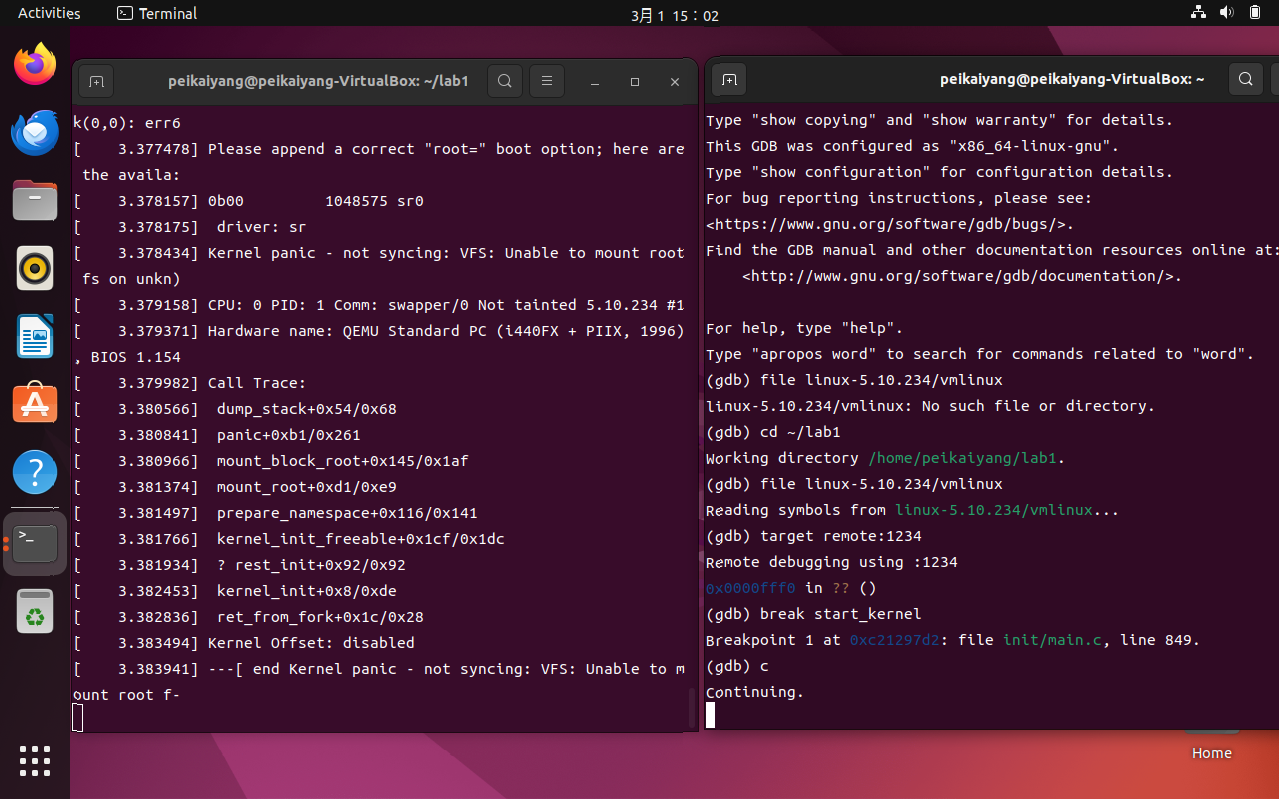 Activities
Terminal
3月 1 15：02
peikaiyang@peikaiyang-VirtualBox: ~/lab1
k(0,0): err6
[    3.377478] Please append a correct "root=" boot option; here are
 the availa:
[    3.378157] 0b00         1048575 sr0
[    3.378175]  driver: sr
[    3.378434] Kernel panic - not syncing: VFS: Unable to mount root
 fs on unkn)
[    3.379158] CPU: 0 PID: 1 Comm: swapper/0 Not tainted 5.10.234 #1
[    3.379371] Hardware name: QEMU Standard PC (i440FX + PIIX, 1996)
, BIOS 1.154
[    3.379982] Call Trace:
[    3.380566]  dump_stack+0x54/0x68
[    3.380841]  panic+0xb1/0x261
[    3.380966]  mount_block_root+0x145/0x1af
[    3.381374]  mount_root+0xd1/0xe9
[    3.381497]  prepare_namespace+0x116/0x141
[    3.381766]  kernel_init_freeable+0x1cf/0x1dc
[    3.381934]  ? rest_init+0x92/0x92
[    3.382453]  kernel_init+0x8/0xde
[    3.382836]  ret_from_fork+0x1c/0x28
[    3.383494] Kernel Offset: disabled
[    3.383941] ---[ end Kernel panic - not syncing: VFS: Unable to m
ount root f-
peikaiyang@peikaiyang-VirtualBox: ~
Type "show copying" and "show warranty" for details.
This GDB was configured as "x86_64-linux-gnu".
Type "show configuration" for configuration details.
For bug reporting instructions, please see:
<https://www.gnu.org/software/gdb/bugs/>.
Find the GDB manual and other documentation resources online at:
    <http://www.gnu.org/software/gdb/documentation/>.
For help, type "help".
Type "apropos word" to search for commands related to "word".
(gdb) file linux-5.10.234/vmlinux
linux-5.10.234/vmlinux: No such file or directory.
(gdb) cd ~/lab1
Working directory /home/peikaiyang/lab1.
(gdb) file linux-5.10.234/vmlinux
Reading symbols from linux-5.10.234/vmlinux...
(gdb) target remote:1234
Remote debugging using :1234
0x0000fff0 in ?? ()
(gdb) break start_kernel
Breakpoint 1 at 0xc21297d2: file init/main.c, line 849.
(gdb) c
Continuing.
Home